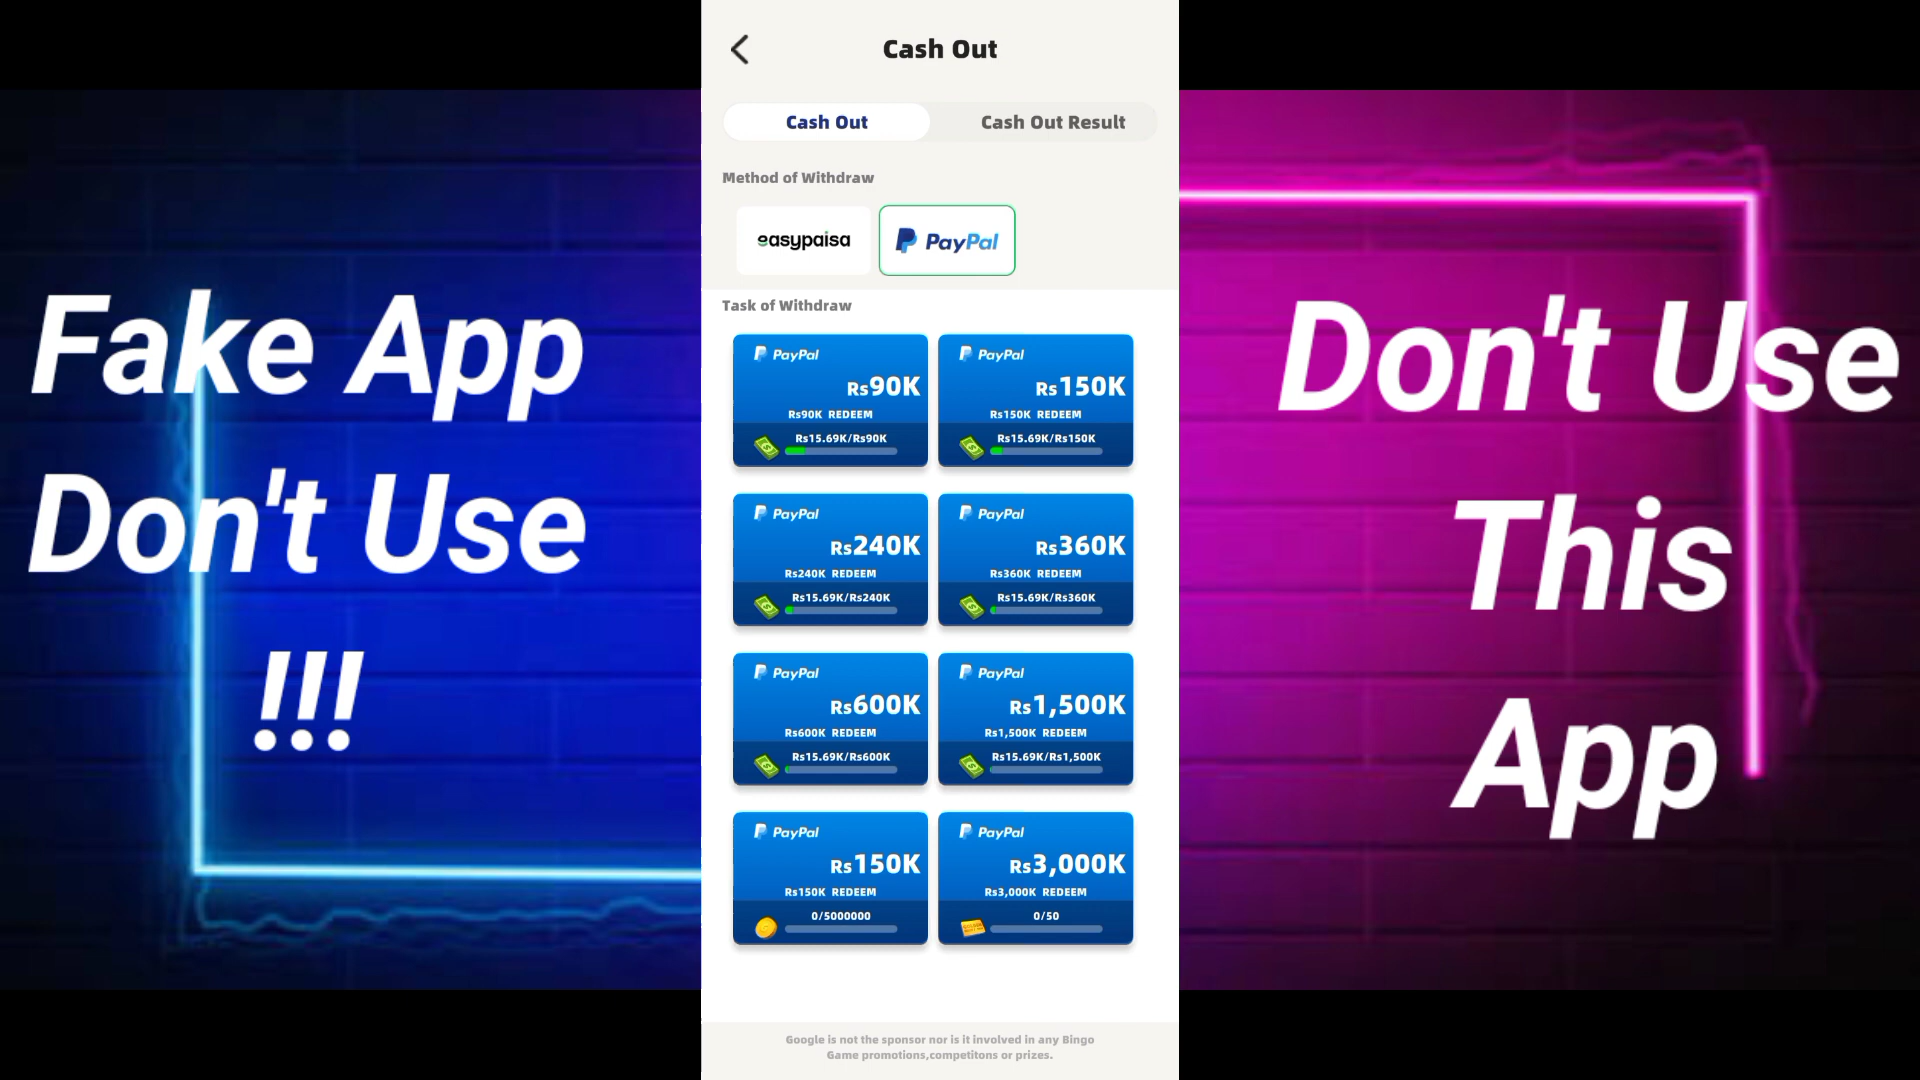 Fake App
Don't Use
!!!
Cash Out
Cash Out
Cash Out Result
Method of Withdraw
easypaisa
PayPal
Task of Withdraw
PayPal
Rs90K
Rs90K REDEEM
Rs15.69K/Rs90K
PayPal
Rs150K
Rs150K REDEEM
Rs15.69K/Rs150K
PayPal
Rs240K
Rs240K REDEEM
Rs15.69K/Rs240K
PayPal
Rs360K
Rs360K REDEEM
Rs15.69K/Rs360K
PayPal
Rs600K
Rs600K REDEEM
Rs15.69K/Rs600K
PayPal
Rs1,500K
Rs1,500K REDEEM
Rs15.69K/Rs1,500K
PayPal
Rs150K
Rs150K REDEEM
0/5000000
PayPal
Rs3,000K
Rs3,000K REDEEM
0/50
Google is not the sponsor nor is it involved in any Bingo
Game promotions,competitons or prizes.
Don't Use
This
App